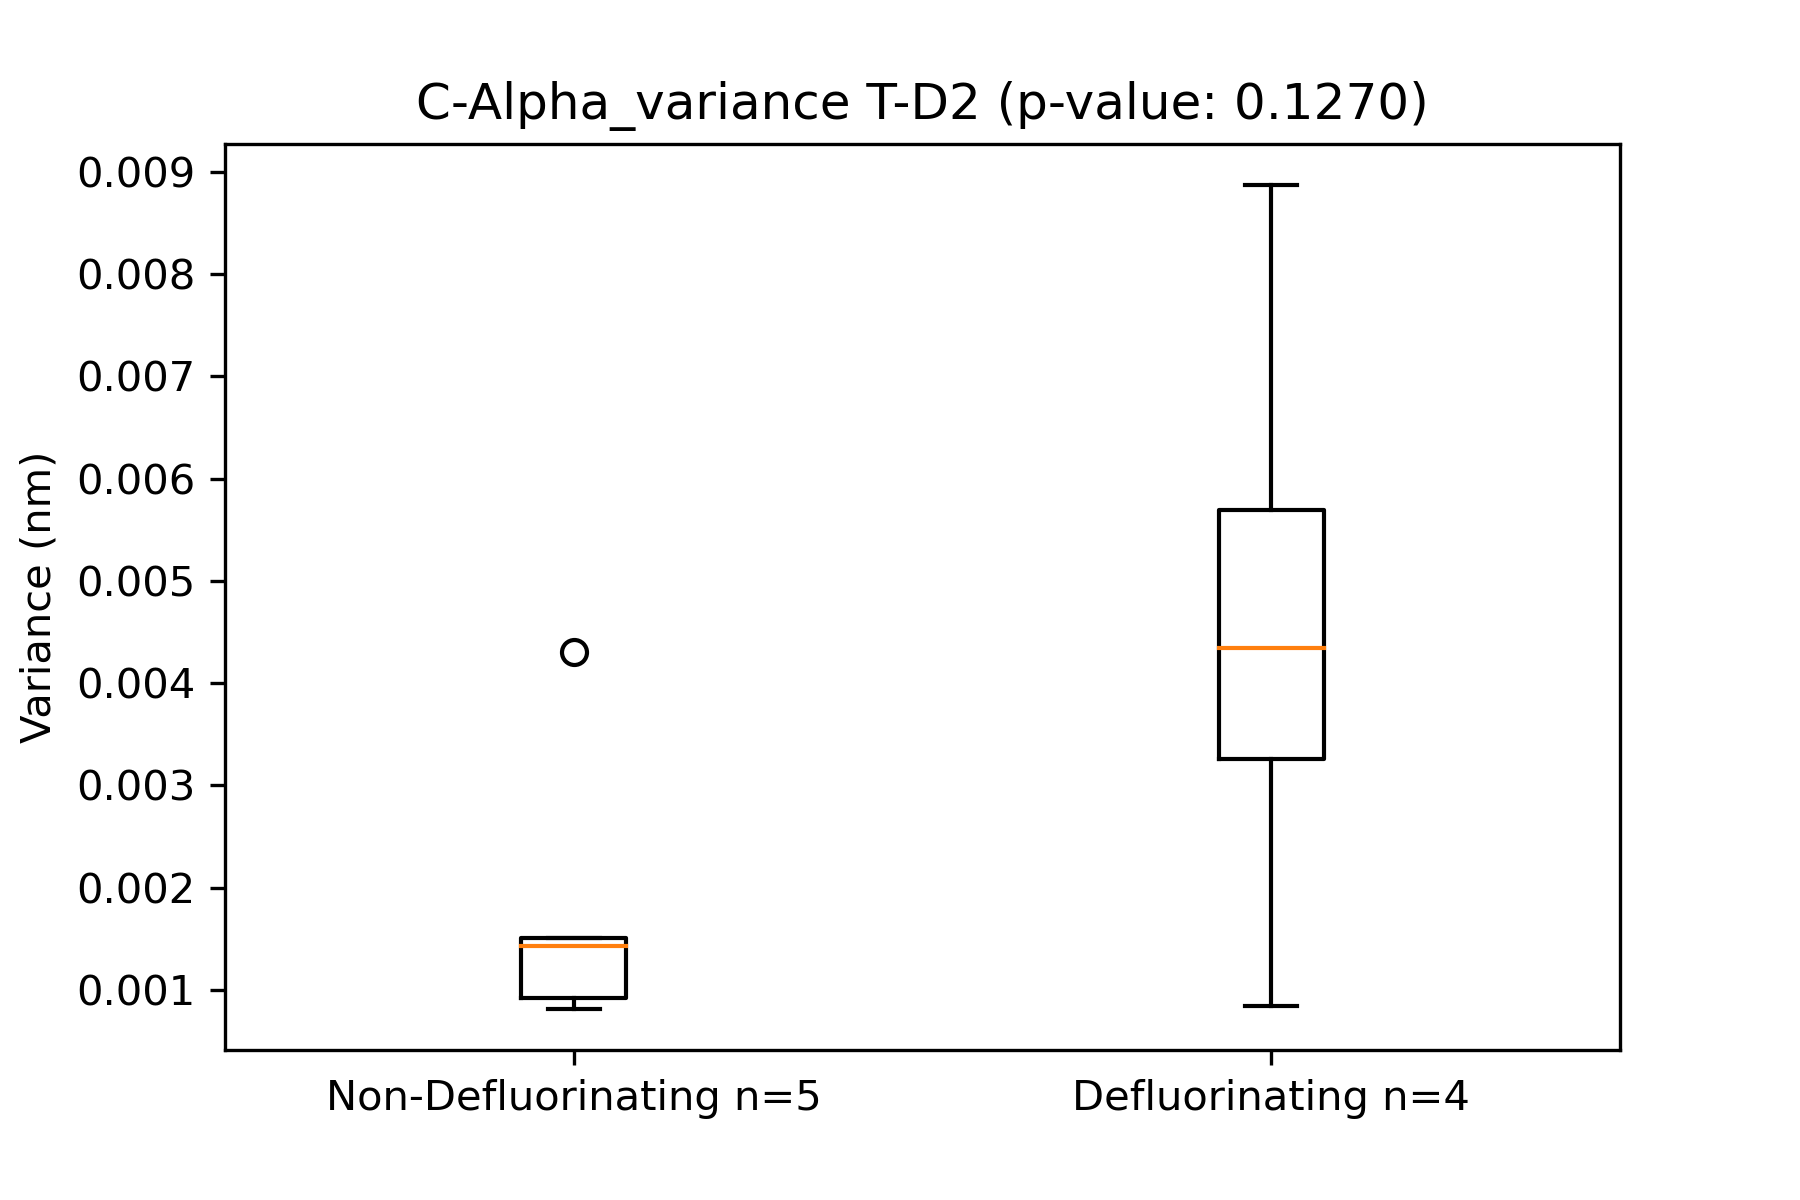 C-Alpha_variance T-D2 (p-value: 0.1270)
0.009
0.008
0.007
0.006
0.005
0.004
0.003
0.002
0.001
Variance (nm)
Non-Defluorinating n=5
Defluorinating n=4